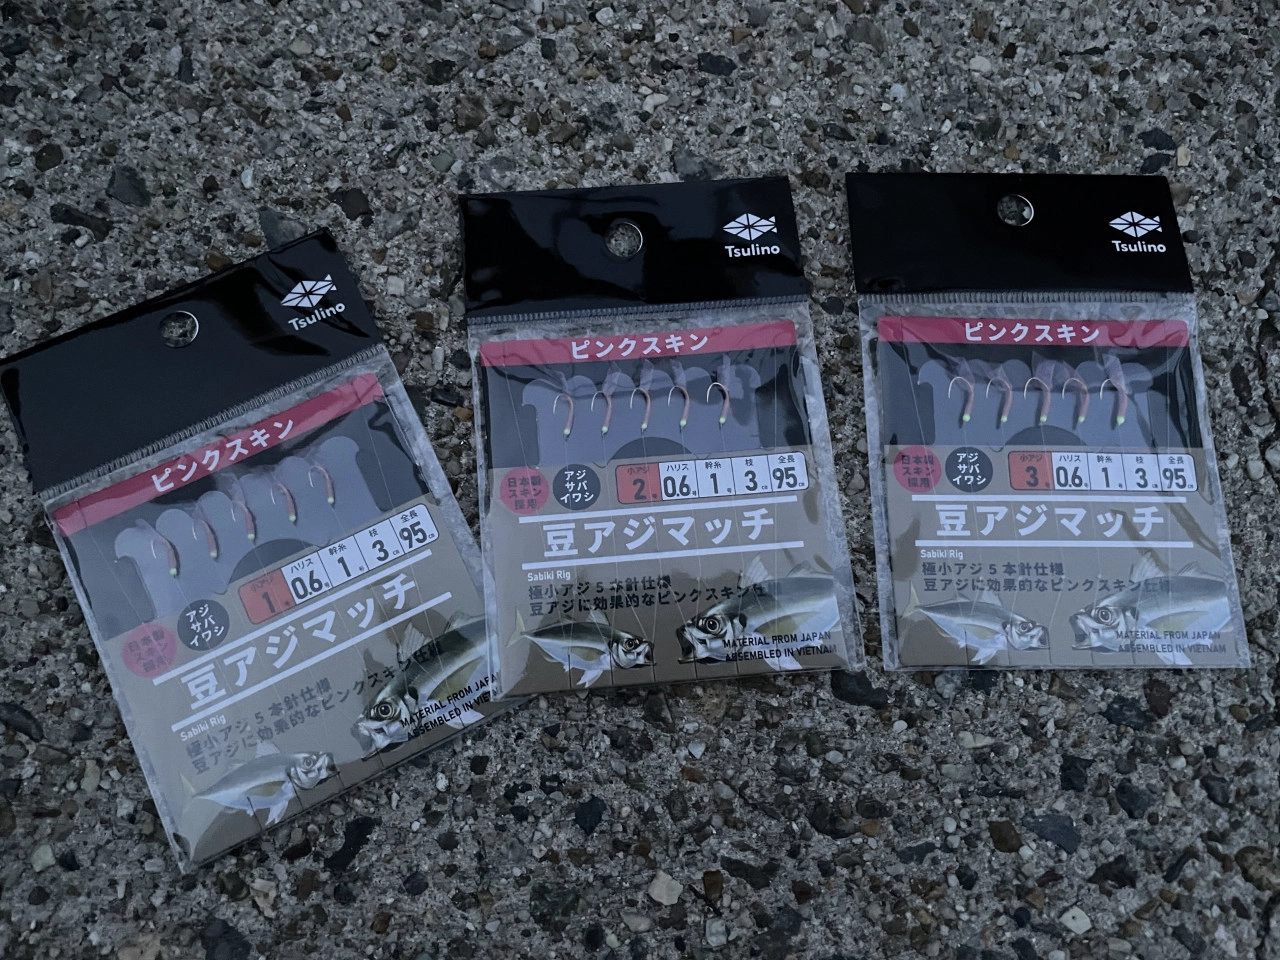 Tsulino
ピンクスキン
日本製
スキン
採用
アジ
サバ
イワシ
小アジ 1号
ハリス 0.6号
幹糸 1号
枝 3cm
全長 95cm
豆アジマッチ
Sabiki Rig
極小アジ5本針仕様
豆アジに効果的なピンクスキン仕様
MATERIAL FROM JAPAN
ASSEMBLED IN VIE
Tsulino
ピンクスキン
日本製
スキン
採用
アジ
サバ
イワシ
小アジ 2号
ハリス 0.6号
幹糸 1号
枝 3cm
全長 95cm
豆アジマッチ
Sabiki Rig
極小アジ5本針仕様
豆アジに効果的なピンクスキン仕様
MATERIAL FROM JAPAN
ASSEMBLED IN VIETNAM
Tsulino
ピンクスキン
日本製
スキン
採用
アジ
サバ
イワシ
小アジ 3号
ハリス 0.6号
幹糸 1号
枝 3cm
全長 95cm
豆アジマッチ
Sabiki Rig
極小アジ5本針仕様
豆アジに効果的なピンクスキン仕様
MATERIAL FROM JAPAN
ASSEMBLED IN VIETNAM